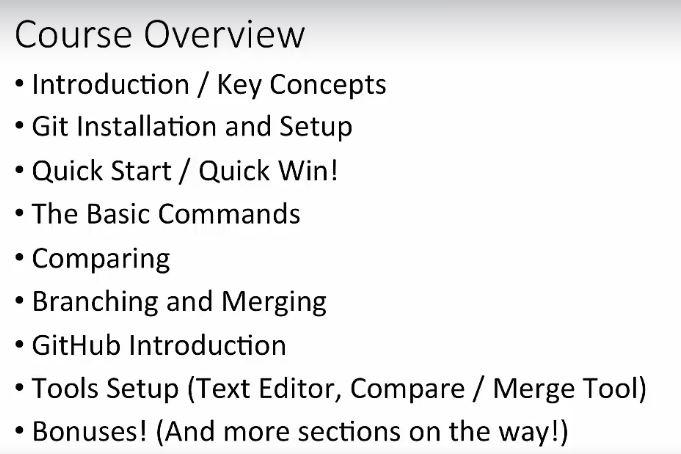 Course Overview
• Introduction / Key Concepts
• Git Installation and Setup
• Quick Start / Quick Win!
• The Basic Commands
• Comparing
• Branching and Merging
• GitHub Introduction
• Tools Setup (Text Editor, Compare / Merge Tool)
• Bonuses! (And more sections on the way!)